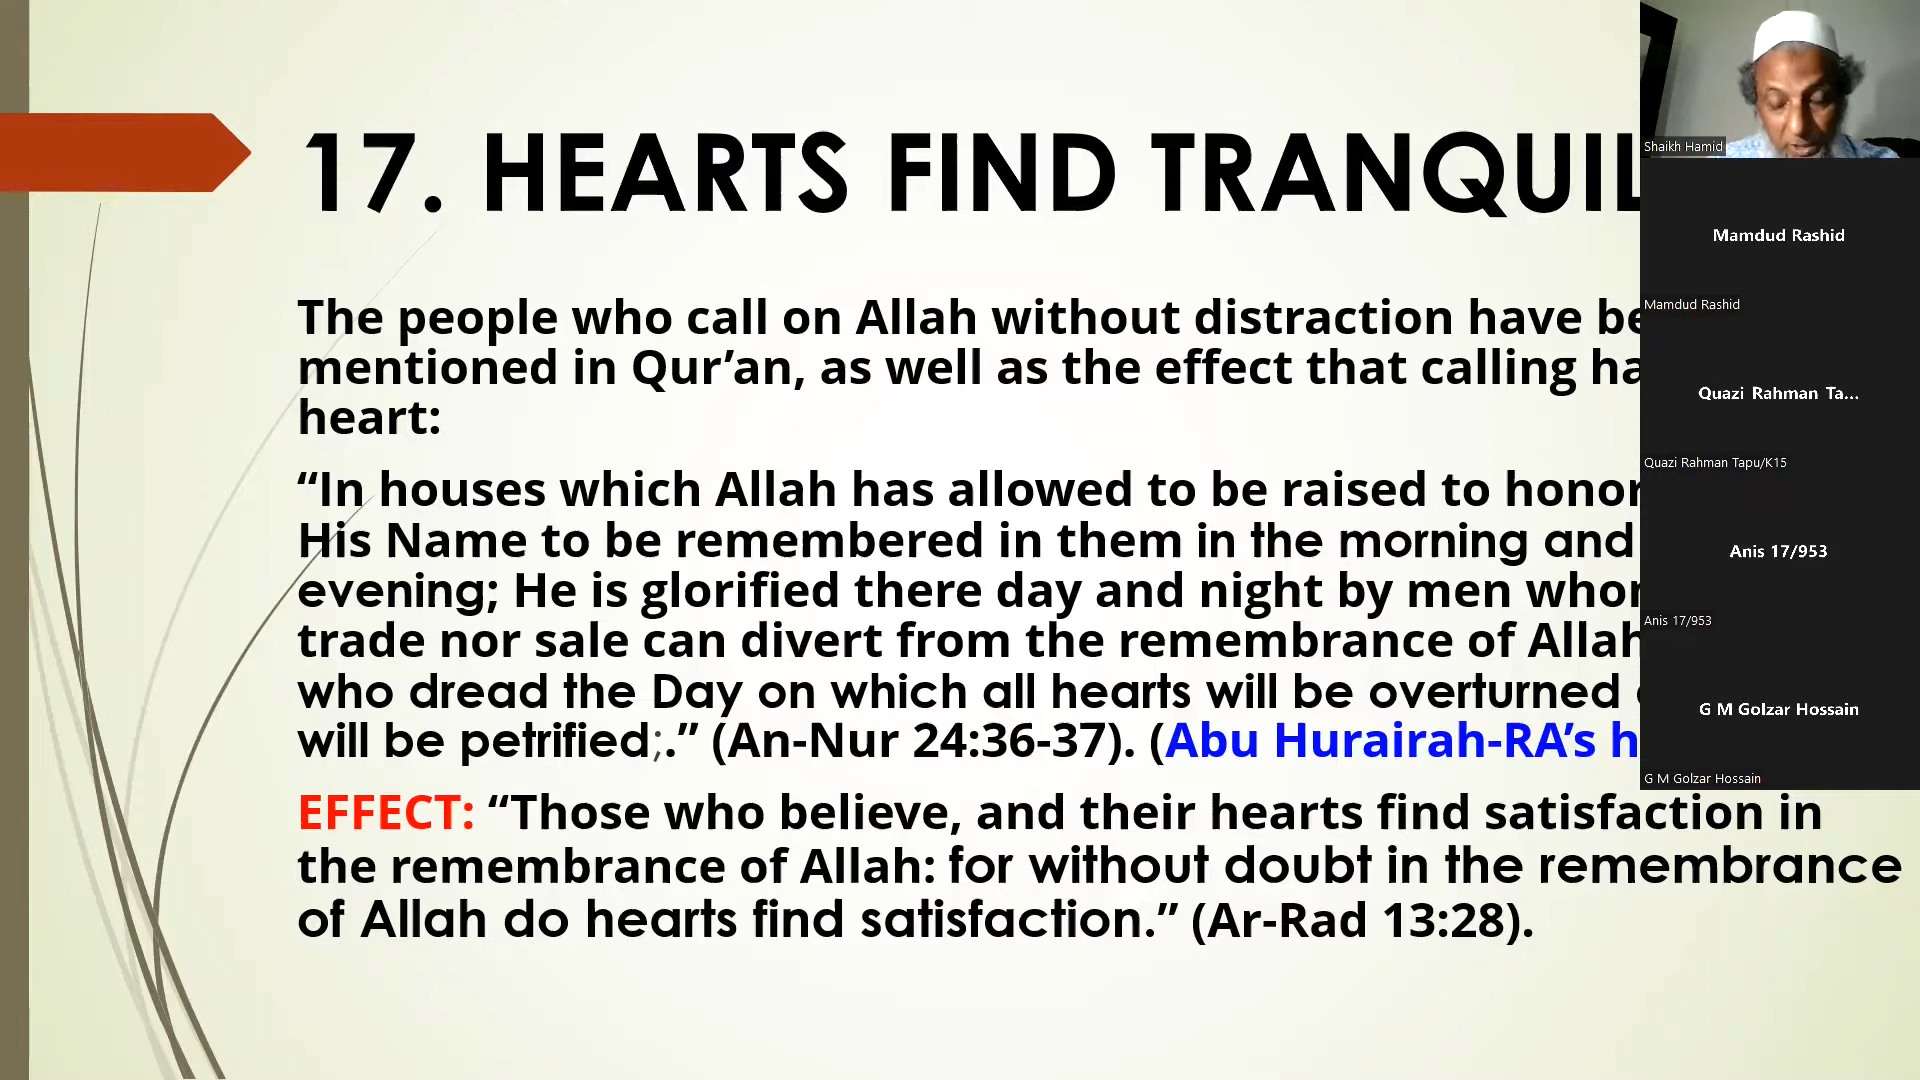 17. HEARTS FIND
The people who call on Allah without distraction have
mentioned in Qur’an, as well as the effect that calling
heart:
“In houses which Allah has allowed to be raised to
His Name to be remembered in them in the morning and
evening; He is glorified there day and night by men
trade nor sale can divert from the remembrance of Allah
who dread the Day on which all hearts will be overturned
will be petrified;.” (An-Nur 24:36-37). (Abu Hurairah-RA’s
EFFECT: “Those who believe, and their hearts find satisfaction in
the remembrance of Allah: for without doubt in the remembrance
of Allah do hearts find satisfaction.” (Ar-Rad 13:28).
Shaikh Hamid
Mamdud Rashid
Mamdud Rashid
Quazi Rahman Ta...
Quazi Rahman Tapu/K15
Anis 17/953
Anis 17/953
G M Golzar Hossain
G M Golzar Hossain